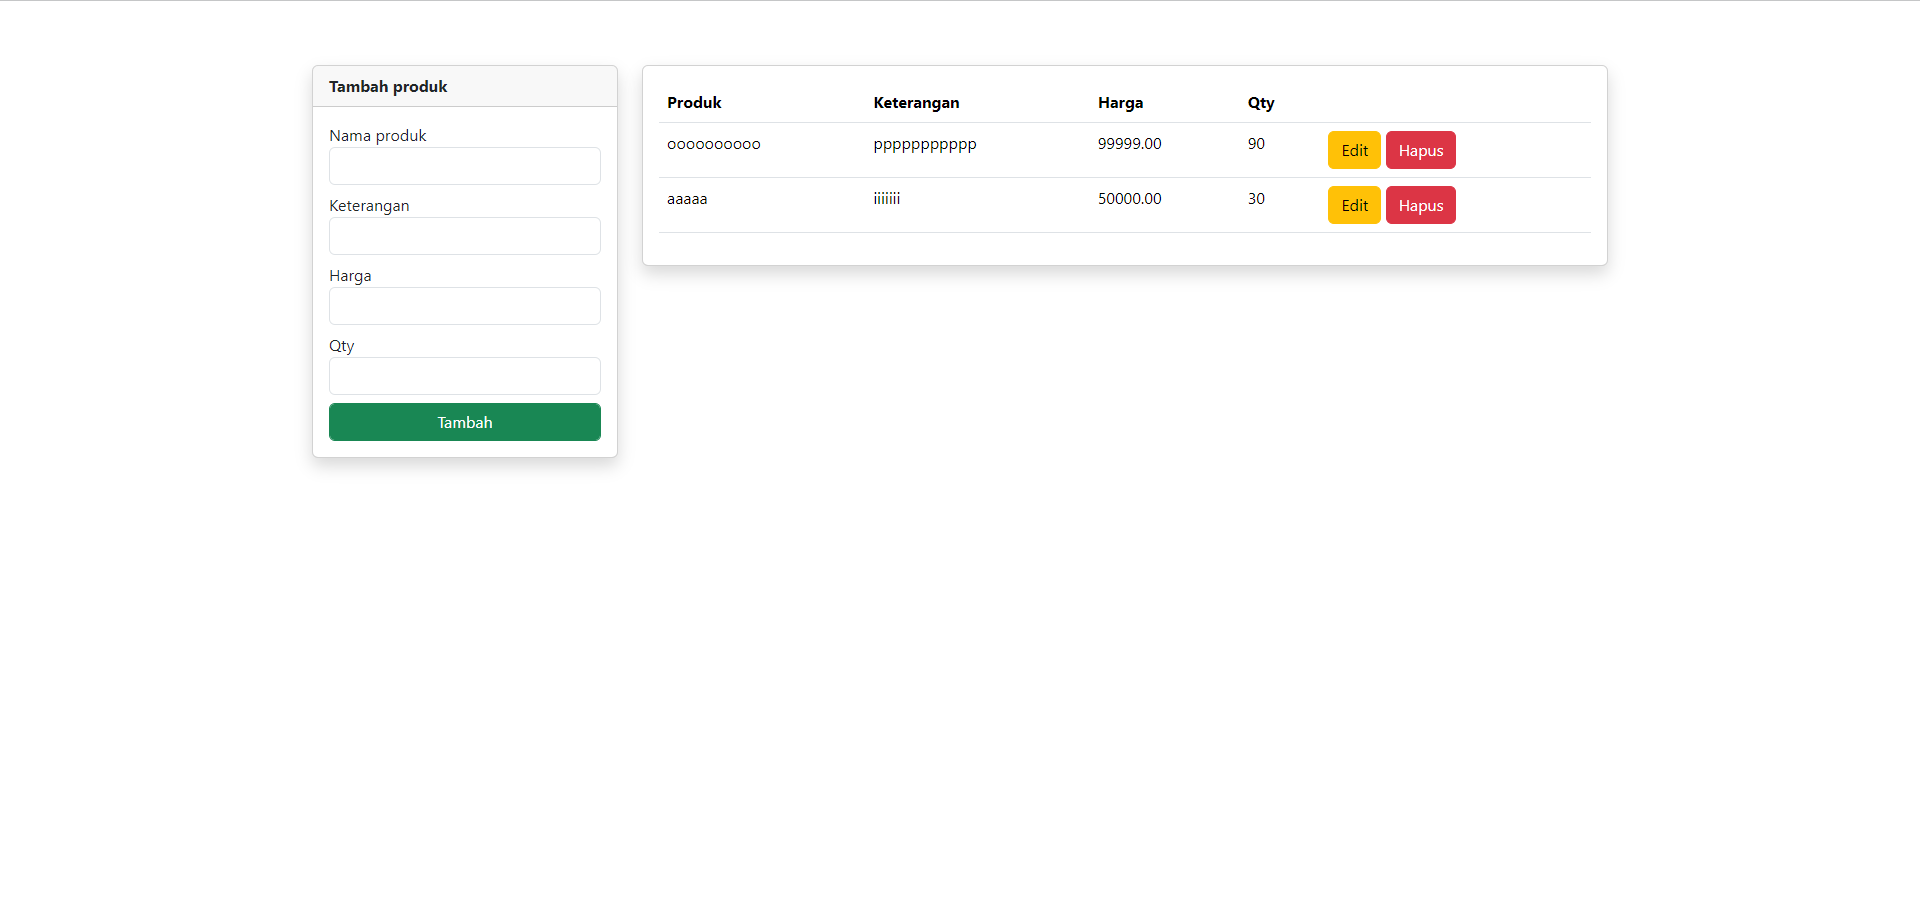 Tambah produk
Nama produk
Keterangan
Harga
Qty
Tambah
Produk Keterangan Harga Qty
oooooooooo ppppppppppp 99999.00 90 Edit Hapus
aaaaa iiiiiii 50000.00 30 Edit Hapus